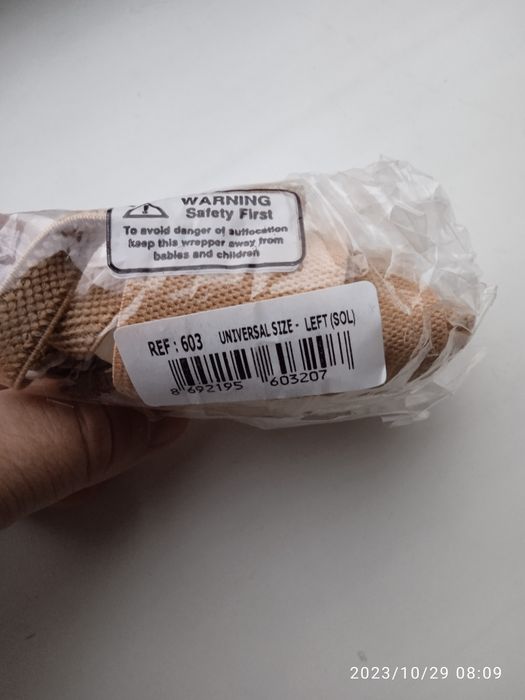 WARNING
Safety First
To avoid danger of suffocation
keep this wrepper away from
babies and children
REF : 603 UNIVERSAL SIZE - LEFT (SOL)
8 692195 603207
2023/10/29 08:09